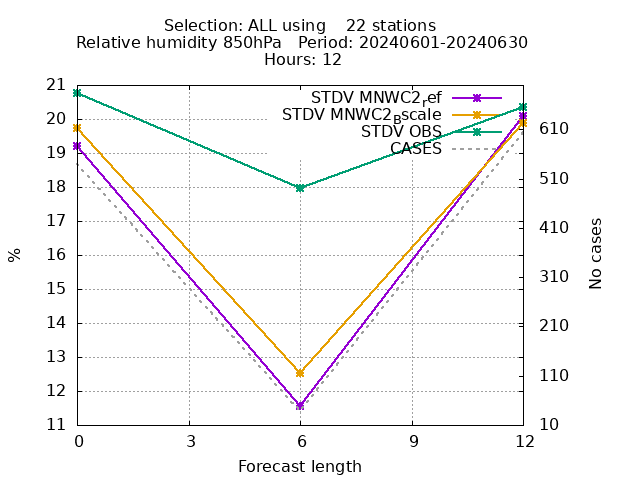 Selection: ALL using    22 stations
Relative humidity 850hPa   Period: 20240601-20240630
Hours: 12
STDV MNWC2_ref
STDV MNWC2_Bscale
STDV OBS
CASES
%
21
20
19
18
17
16
15
14
13
12
11
610
510
410
310
210
110
10
No cases
0 3 6 9 12
Forecast length